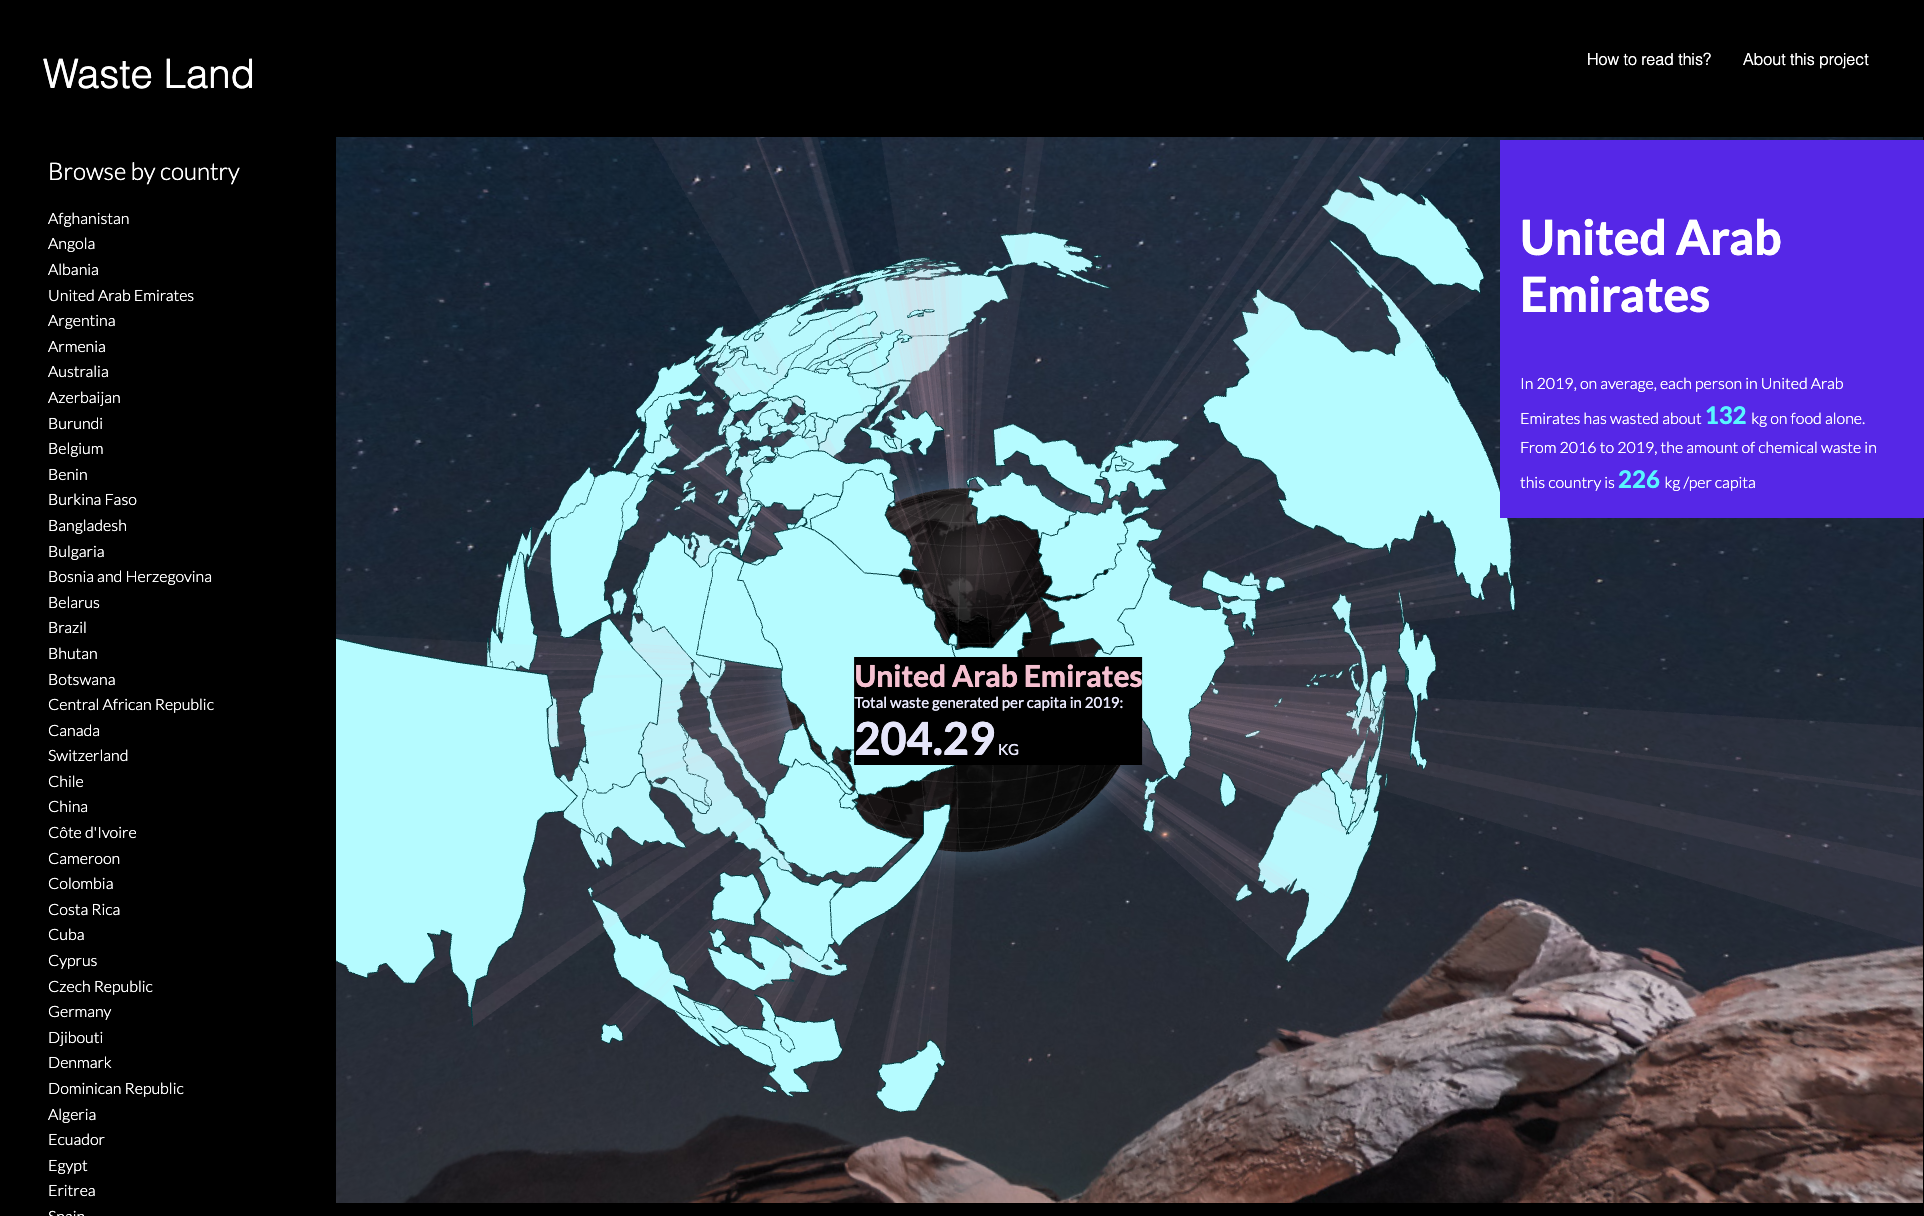 Waste Land
How to read this?
About this project
Browse by country
Afghanistan
Angola
Albania
United Arab Emirates
Argentina
Armenia
Australia
Azerbaijan
Burundi
Belgium
Benin
Burkina Faso
Bangladesh
Bulgaria
Bosnia and Herzegovina
Belarus
Brazil
Bhutan
Botswana
Central African Republic
Canada
Switzerland
Chile
China
Côte d'Ivoire
Cameroon
Colombia
Costa Rica
Cuba
Cyprus
Czech Republic
Germany
Djibouti
Denmark
Dominican Republic
Algeria
Ecuador
Egypt
Eritrea
Spain
United Arab Emirates
Total waste generated per capita in 2019:
204.29 KG
United Arab
Emirates
In 2019, on average, each person in United Arab
Emirates has wasted about 132 kg on food alone.
From 2016 to 2019, the amount of chemical waste in
this country is 226 kg /per capita